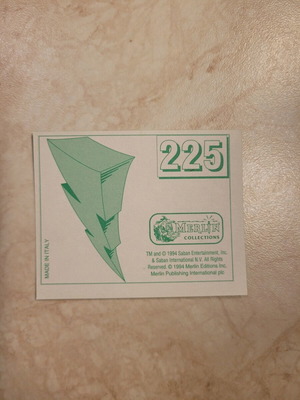 225
MERLIN
COLLECTIONS
TM and © 1994 Saban Entertainment, Inc.
& Saban International N.V. All Rights
Reserved. © 1994 Merlin Editions Inc.
Merlin Publishing International plc
MADE IN ITALY